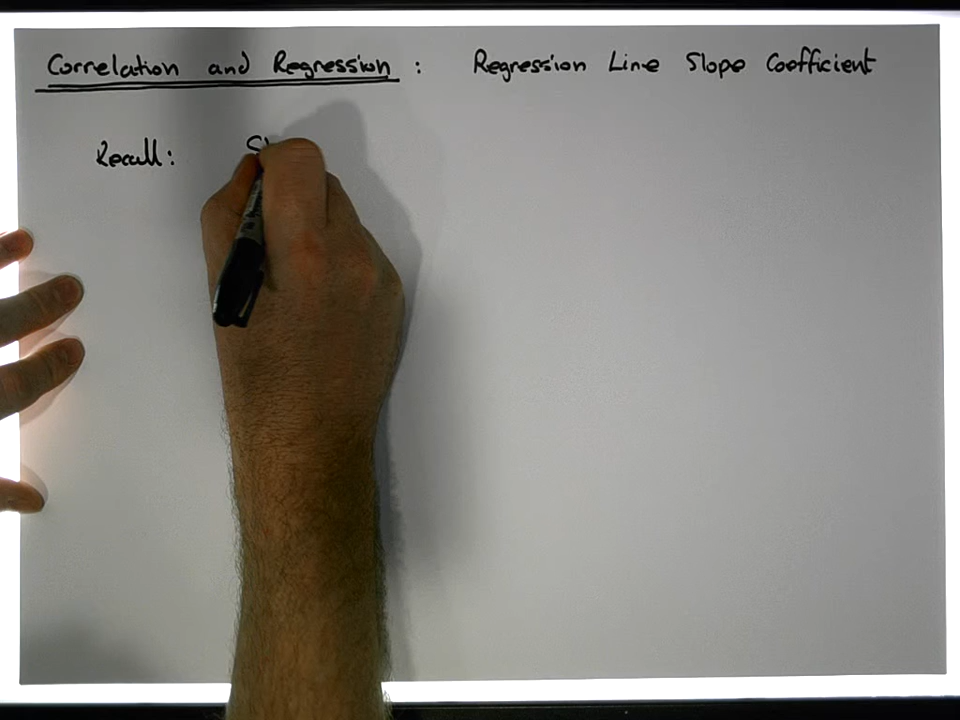 Correlation and Regression : Regression Line Slope Coefficient
Recall: